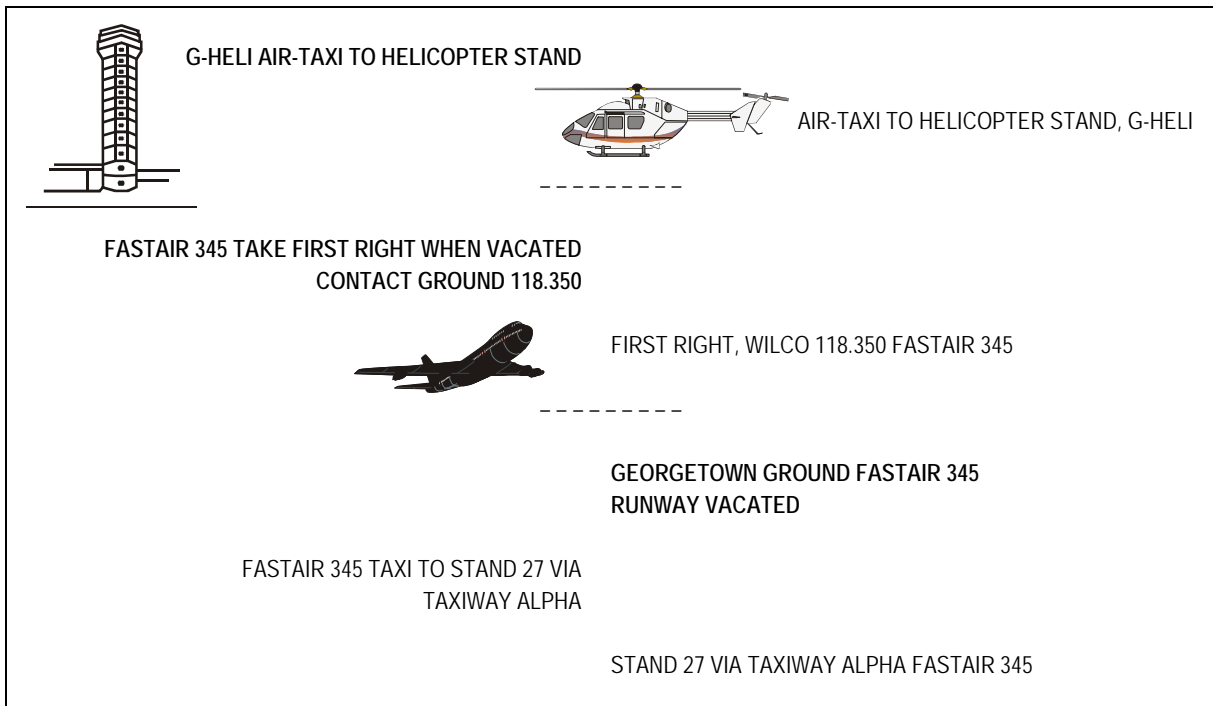 G-HELI AIR-TAXI TO HELICOPTER STAND
AIR-TAXI TO HELICOPTER STAND, G-HELI
FASTAIR 345 TAKE FIRST RIGHT WHEN VACATED
CONTACT GROUND 118.350
FIRST RIGHT, WILCO 118.350 FASTAIR 345
GEORGETOWN GROUND FASTAIR 345
RUNWAY VACATED
FASTAIR 345 TAXI TO STAND 27 VIA
TAXIWAY ALPHA
STAND 27 VIA TAXIWAY ALPHA FASTAIR 345